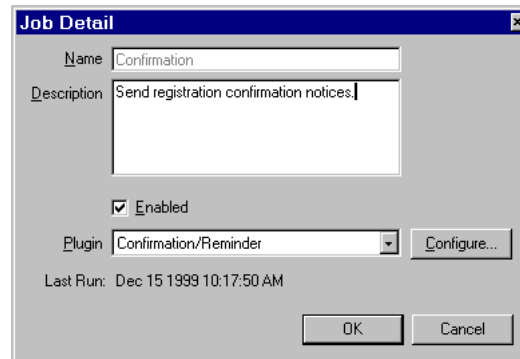 Job Detail
Name Confirmation
Description Send registration confirmation notices.
Enabled
Plugin Confirmation/Reminder Configure...
Last Run: Dec 15 1999 10:17:50 AM
OK Cancel